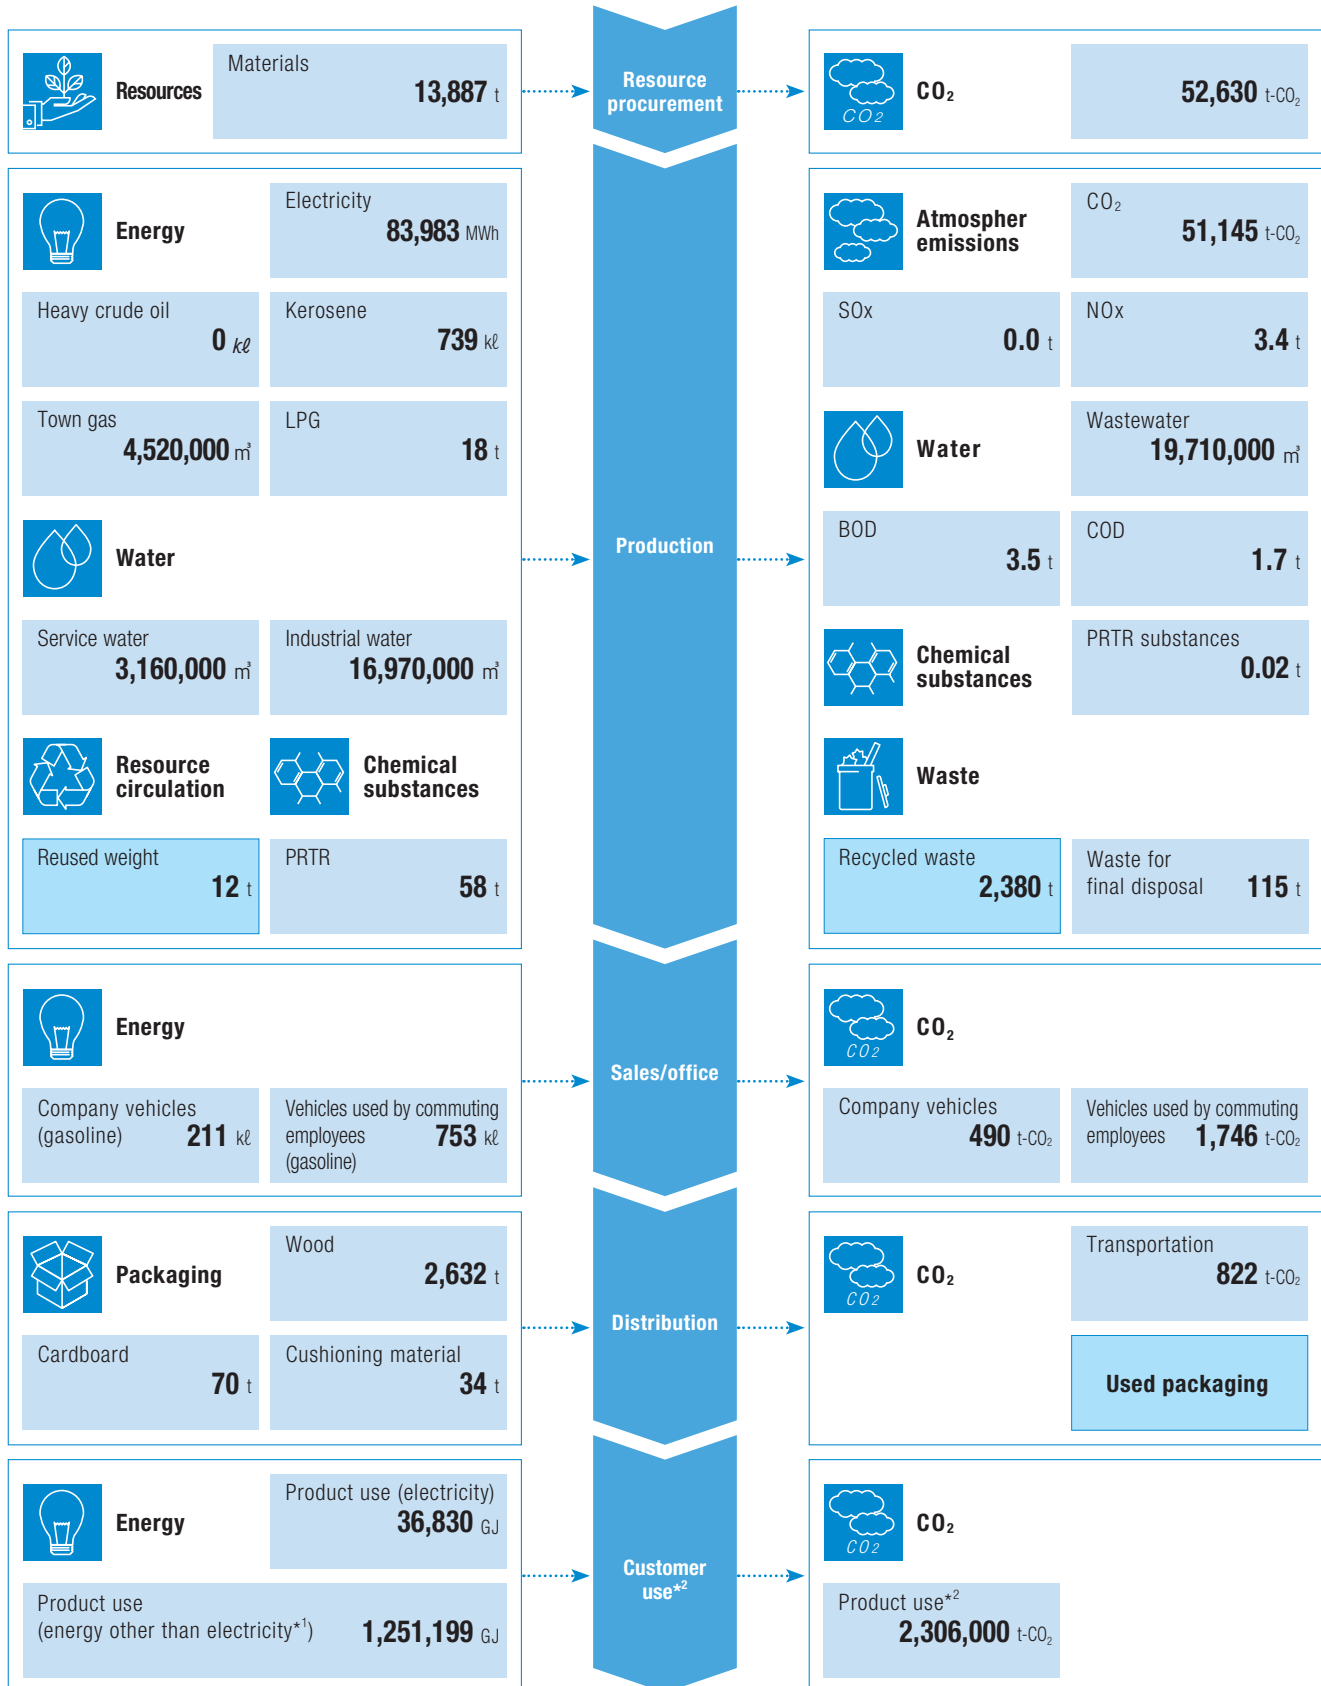 Resources
Materials
13,887 t
Resource
procurement
CO2
CO₂
52,630 t-CO₂
Energy
Electricity
83,983 MWh
Heavy crude oil
0 kℓ
Kerosene
739 kℓ
Town gas
4,520,000 ㎥
LPG
18 t
Water
Service water
3,160,000 ㎥
Industrial water
16,970,000 ㎥
Resource
circulation
Chemical
substances
Reused weight
12 t
PRTR
58 t
Production
Atmospher
emissions
CO₂
51,145 t-CO₂
SOx
0.0 t
NOx
3.4 t
Water
Wastewater
19,710,000 ㎥
BOD
3.5 t
COD
1.7 t
Chemical
substances
PRTR substances
0.02 t
Waste
Recycled waste
2,380 t
Waste for
final disposal 115 t
Energy
Company vehicles
(gasoline) 211 kℓ
Vehicles used by commuting
employees 753 kℓ
(gasoline)
Sales/office
CO2
CO₂
Company vehicles
490 t-CO₂
Vehicles used by commuting
employees 1,746 t-CO₂
Packaging
Wood
2,632 t
Cardboard
70 t
Cushioning material
34 t
Distribution
CO2
CO₂
Transportation
822 t-CO₂
Used packaging
Energy
Product use (electricity)
36,830 GJ
Product use
(energy other than electricity*¹) 1,251,199 GJ
Customer
use*²
CO2
CO₂
Product use*²
2,306,000 t-CO₂